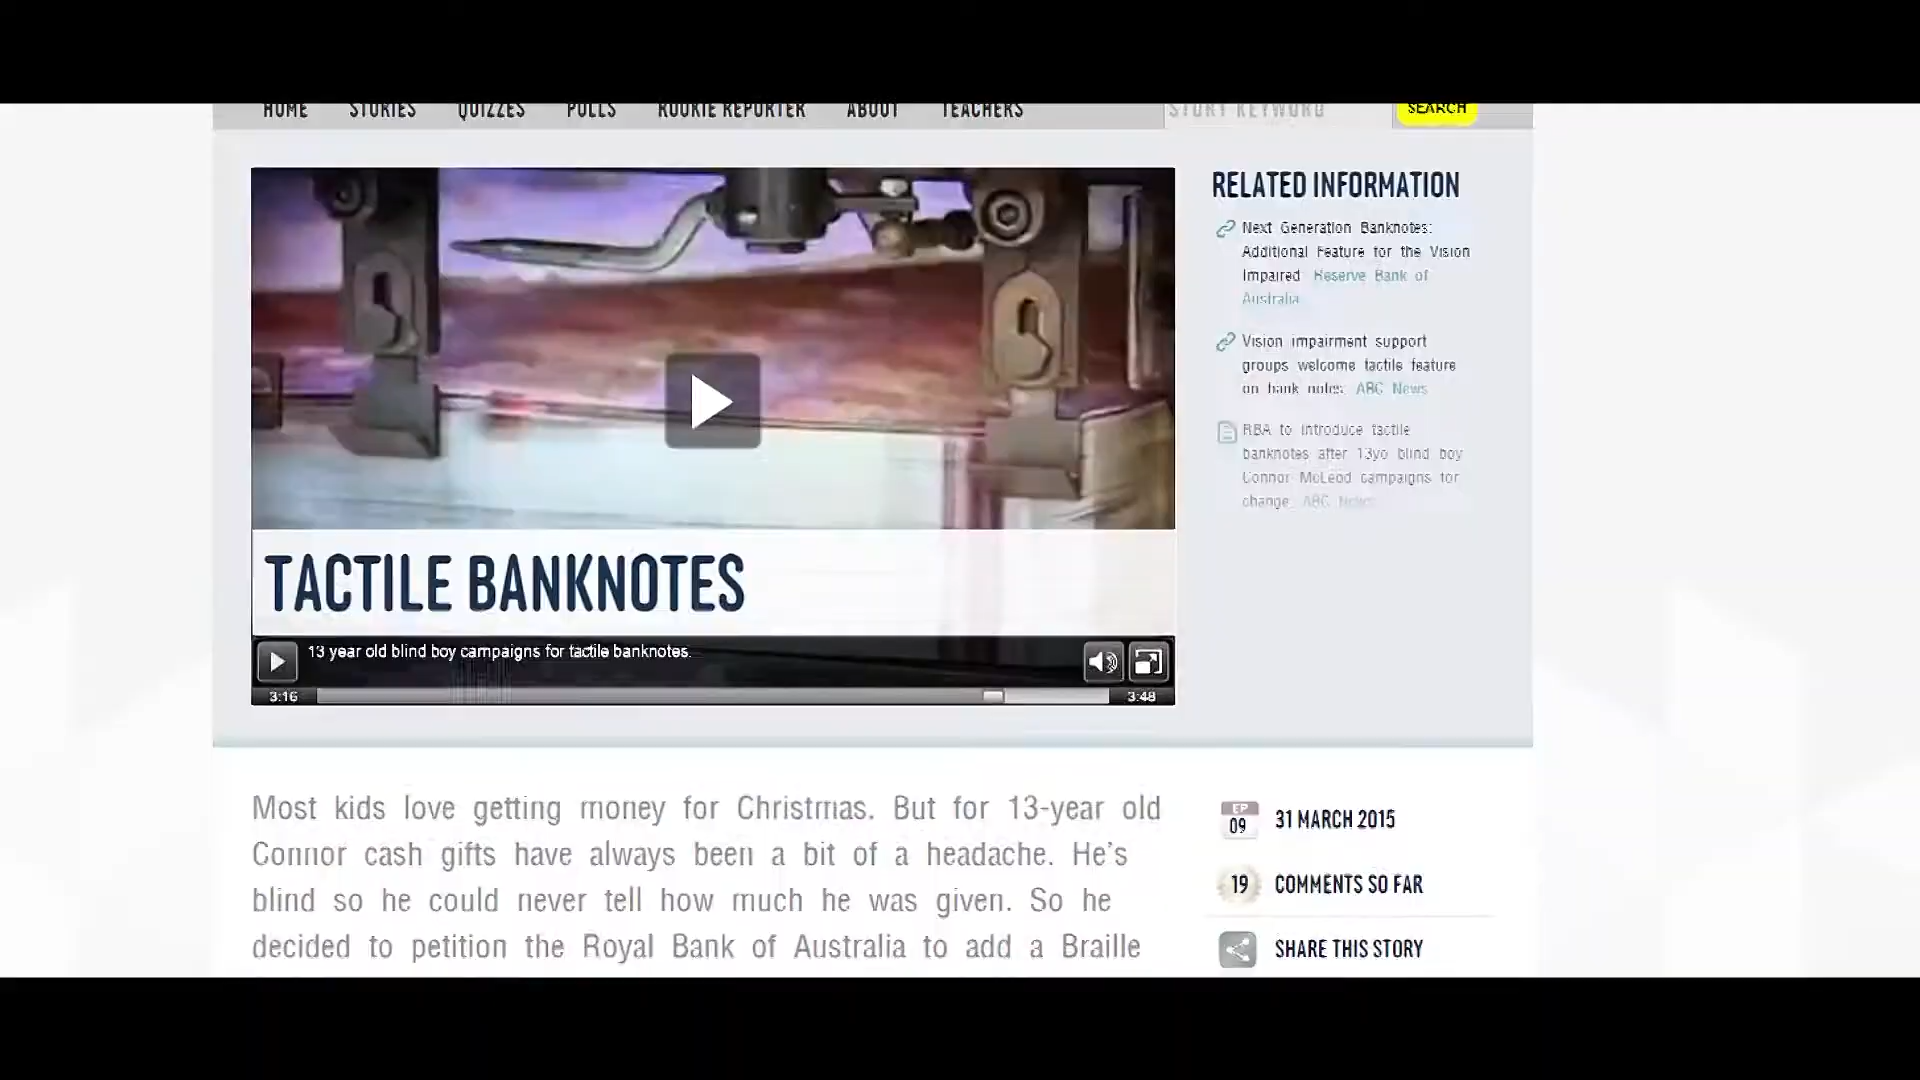 HOME STORIES QUIZZES POLLS ROOKIE REPORTER ABOUT TEACHERS STORY KEYWORD SEARCH
RELATED INFORMATION
Next Generation Banknotes:
Additional Feature for the Vision
Impaired Reserve Bank of
Australia
Vision impairment support
groups welcome tactile feature
on bank notes ABC News
RBA to introduce tactile
banknotes after 13yo blind boy
Connor McLeod campaigns for
change ABC News
TACTILE BANKNOTES
13 year old blind boy campaigns for tactile banknotes.
3:16 3:48
Most kids love getting money for Christmas. But for 13-year old
Connor cash gifts have always been a bit of a headache. He's
blind so he could never tell how much he was given. So he
decided to petition the Royal Bank of Australia to add a Braille
EP
09 31 MARCH 2015
19 COMMENTS SO FAR
SHARE THIS STORY